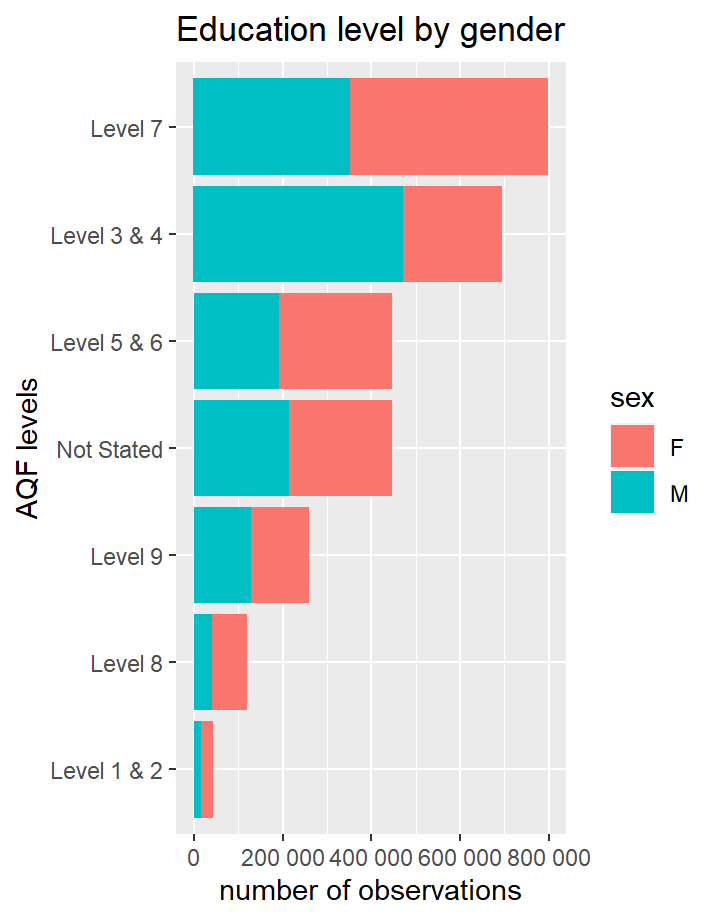 Education level by gender
Level 7
Level 3 & 4
Level 5 & 6
Not Stated
Level 9
Level 8
Level 1 & 2
AQF levels
0 200 000 400 000 600 000 800 000
number of observations
sex
F
M